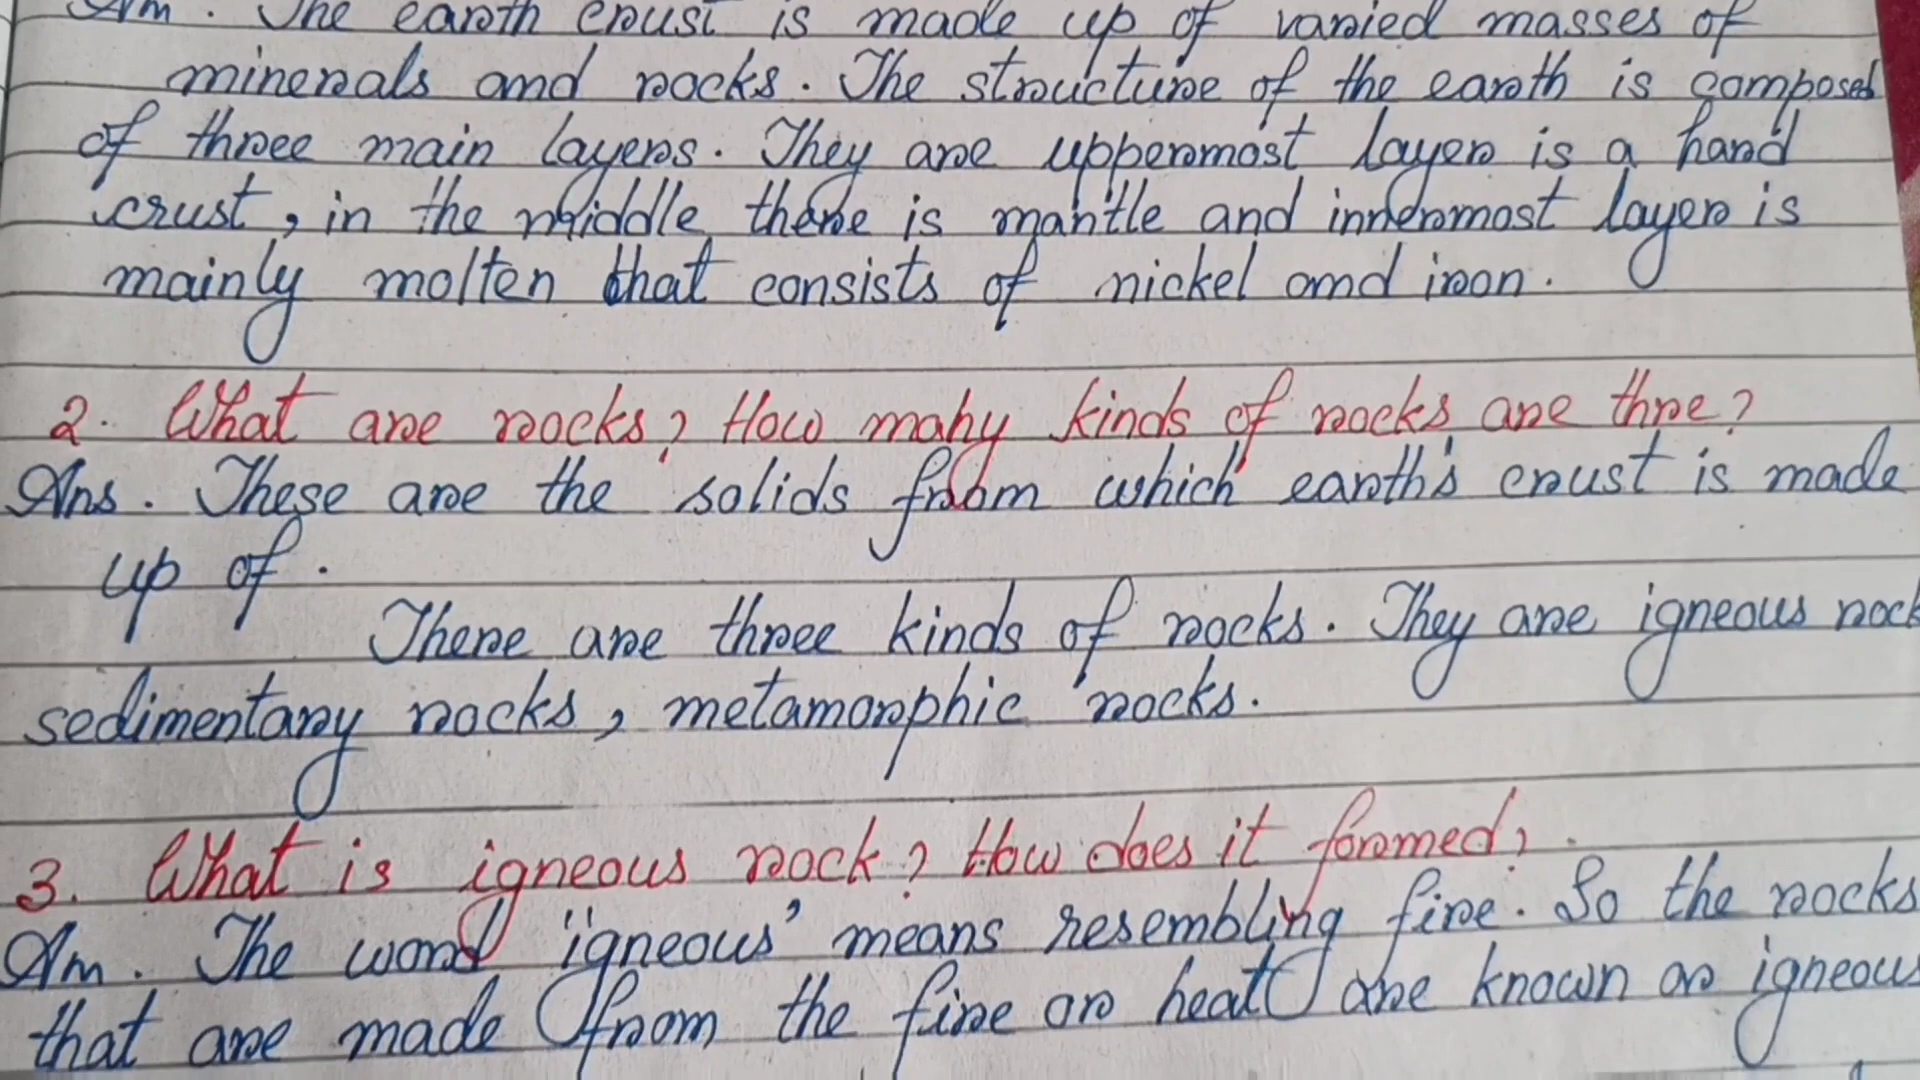 Ans. The earth crust is made up of varied masses of
minerals and rocks. The structure of the earth is composed
of three main layers. They are uppermost layer is a hard
crust, in the middle there is mantle and innermost layer is
mainly molten that consists of nickel and iron.
2. What are rocks? How many kinds of rocks are thre?
Ans. These are the solids from which earth's crust is made
up of.
There are three kinds of rocks. They are igneous rock
sedimentary rocks, metamorphic rocks.
3. What is igneous rock? How does it formed?
Ans. The word 'igneous' means resembling fire. So the rocks
that are made from the fire or heat are known as igneous